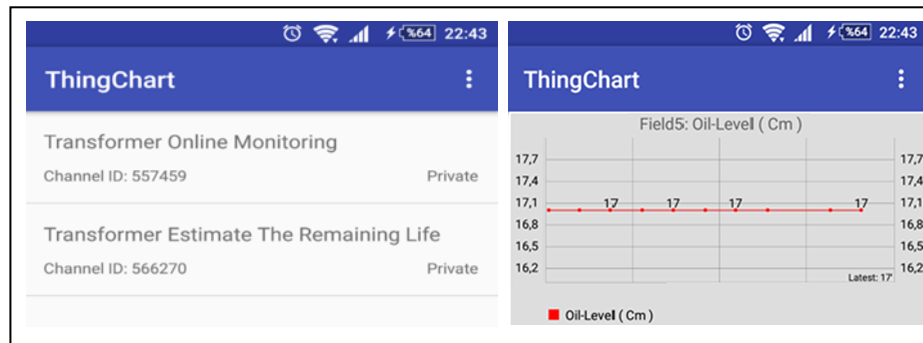 %64 22:43
ThingChart
Transformer Online Monitoring
Channel ID: 557459 Private
Transformer Estimate The Remaining Life
Channel ID: 566270 Private
%64 22:43
ThingChart
Field5: Oil-Level ( Cm )
17,7 17,7
17,4 17,4
17,1 17 17 17 17 17,1
16,8 16,8
16,5 16,5
16,2 16,2
Latest: 17
Oil-Level ( Cm )